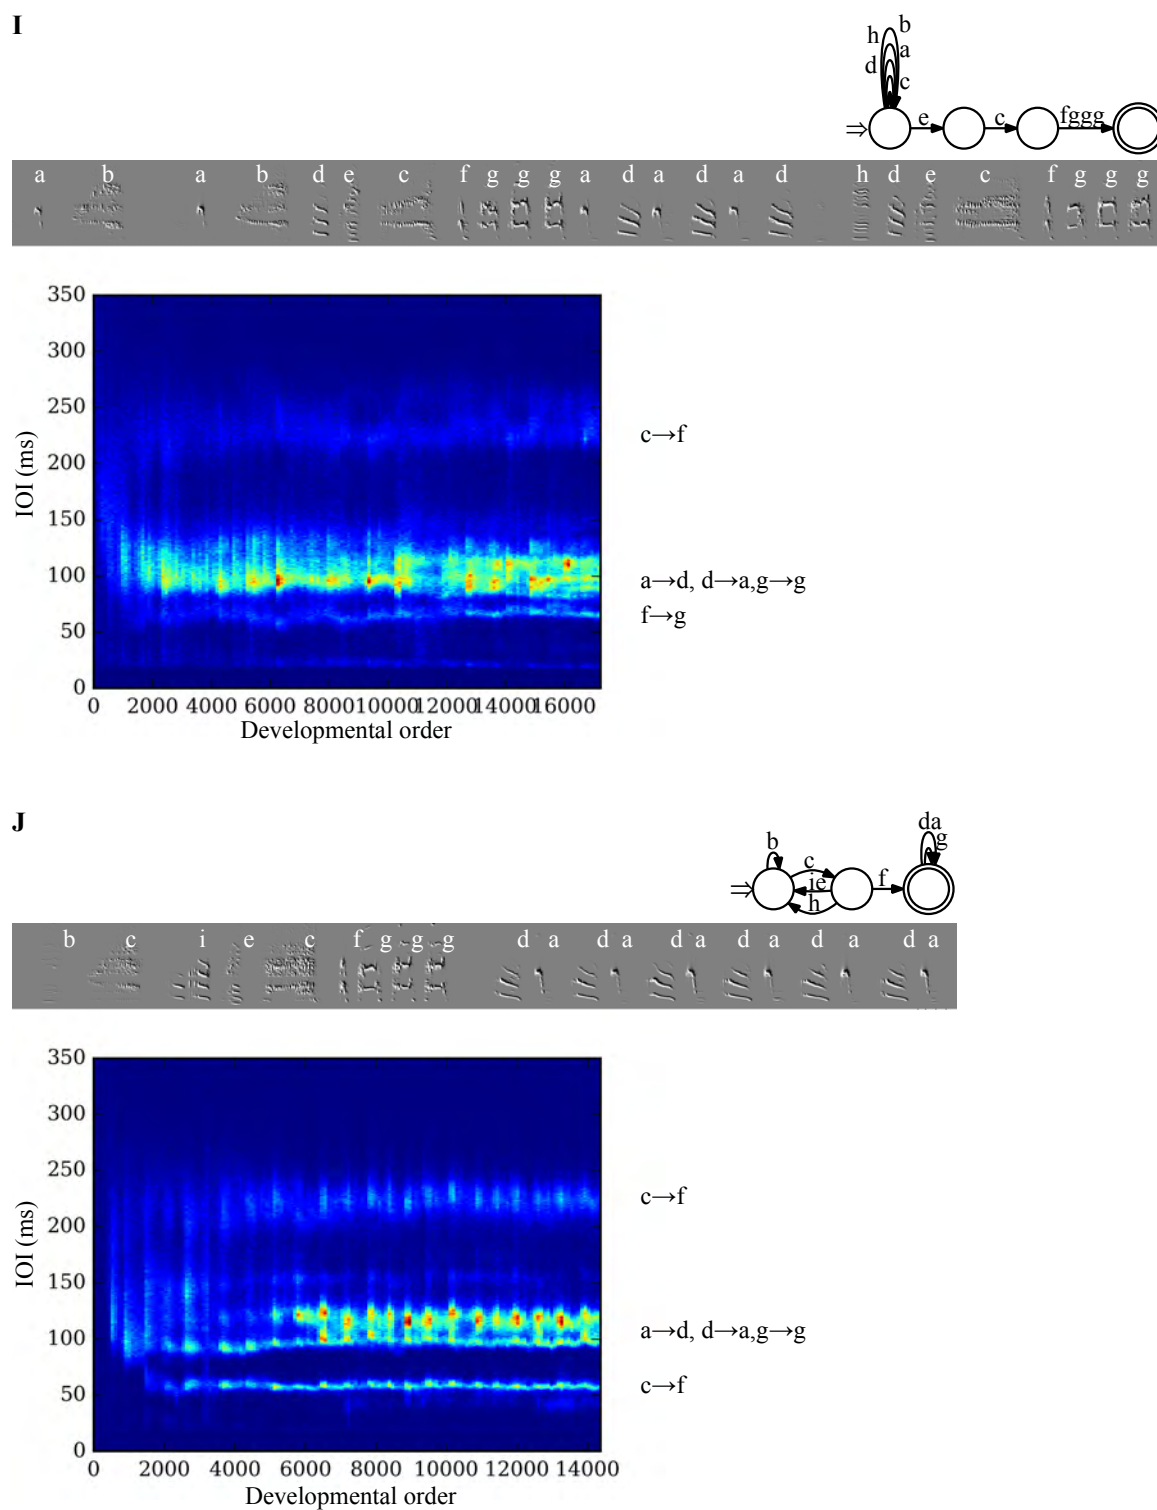 I
h b
d a
c
⇒ e c fggg
a b a b d e c f g g g a d a d a d h d e c f g g g
350
300
250
200
150
100
50
0
IOI (ms)
c→f
a→d, d→a,g→g
f→g
0 2000 4000 6000 8000 10000 12000 14000 16000
Developmental order
J
da
g
b c ie h f
⇒
b c i e c f g g g d a d a d a d a d a d a
350
300
250
200
150
100
50
0
IOI (ms)
c→f
a→d, d→a,g→g
c→f
0 2000 4000 6000 8000 10000 12000 14000
Developmental order